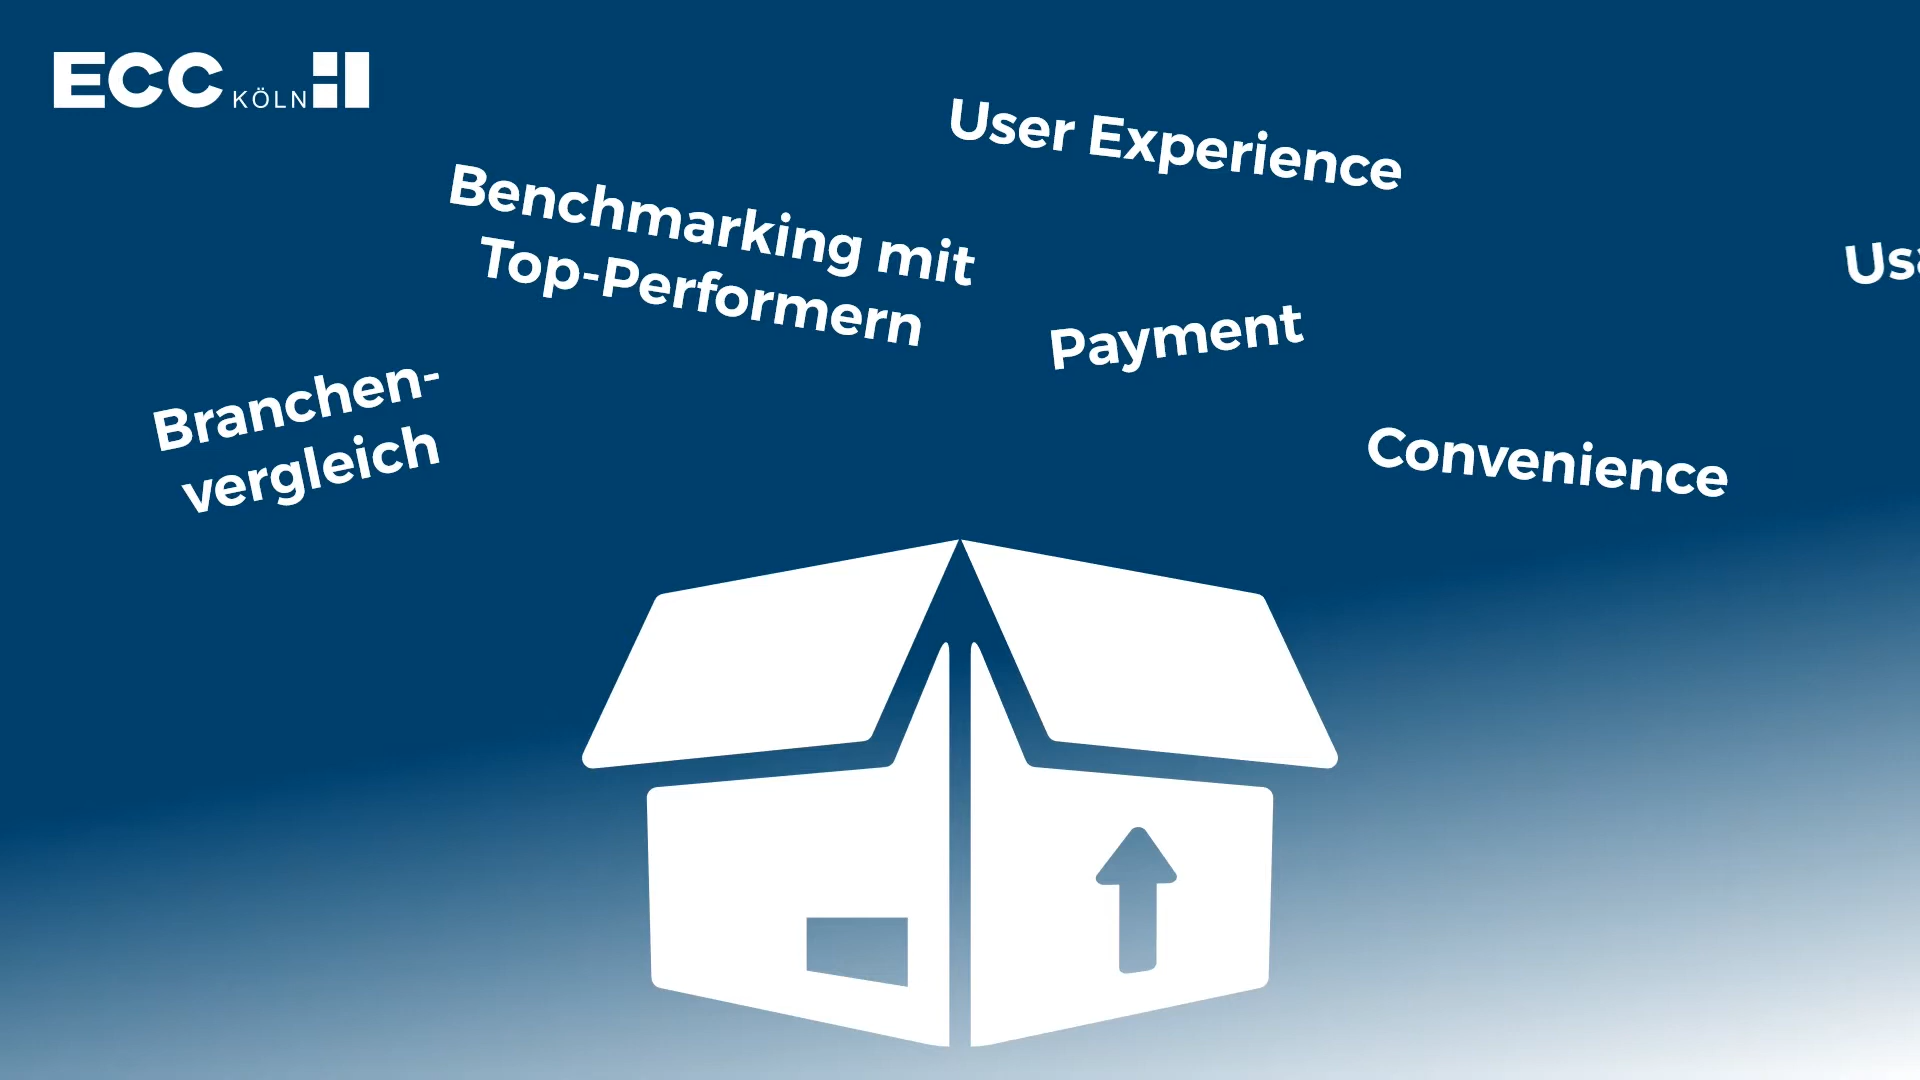 ECC KÖLN
User Experience
Benchmarking mit
Top-Performern
Payment
Branchen-
vergleich
Convenience